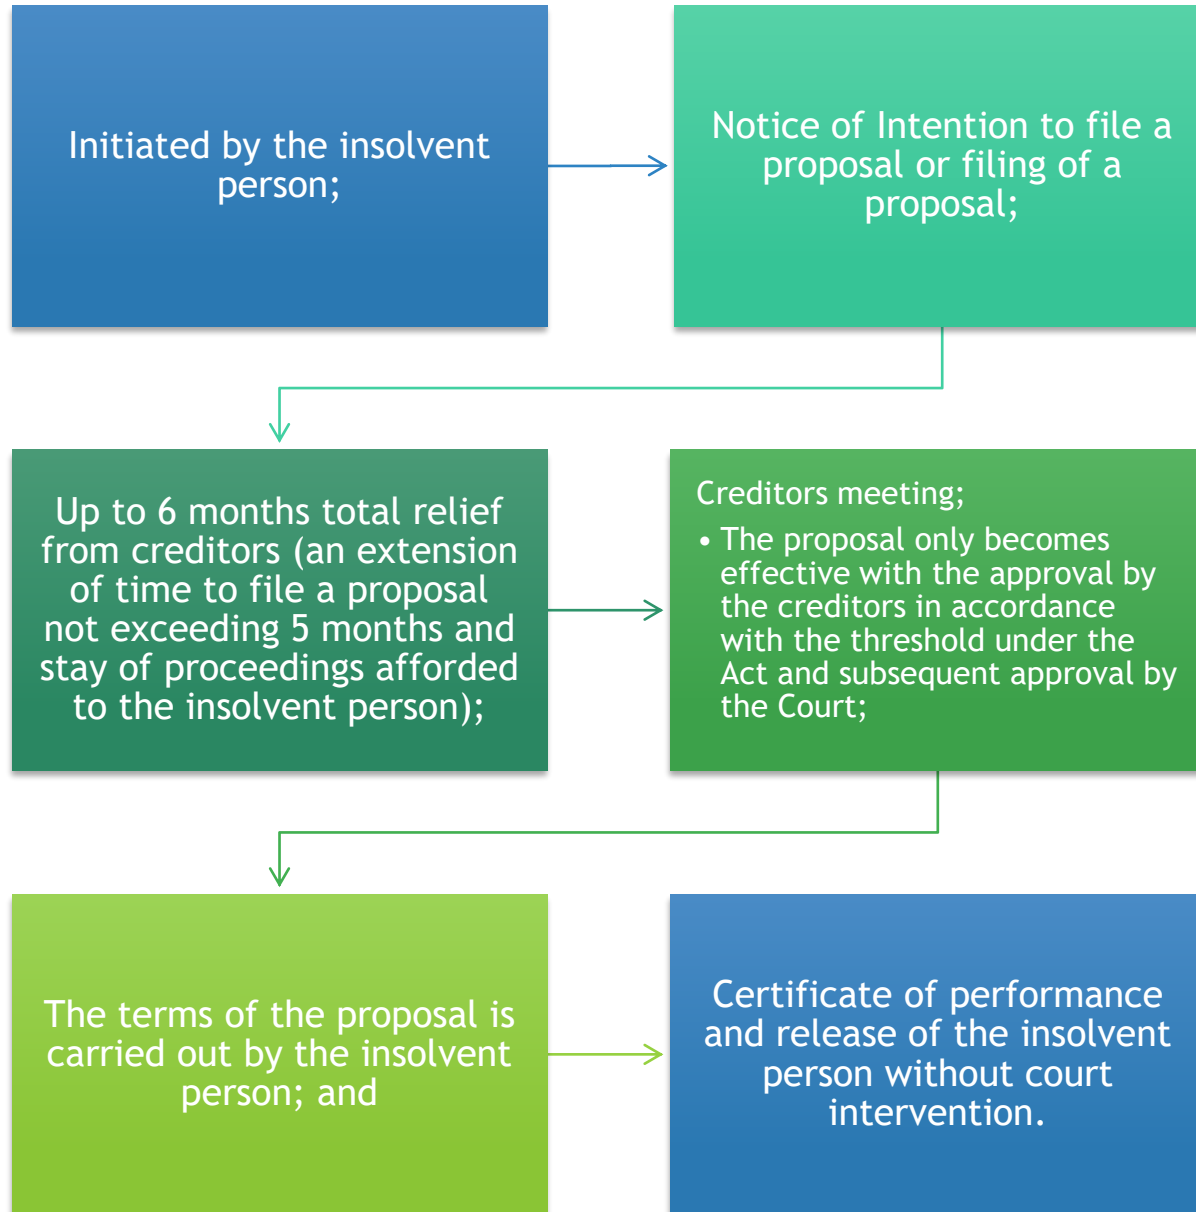 Initiated by the insolvent
person;
Notice of Intention to file a
proposal or filing of a
proposal;
Up to 6 months total relief
from creditors (an extension
of time to file a proposal
not exceeding 5 months and
stay of proceedings afforded
to the insolvent person);
Creditors meeting;
• The proposal only becomes
effective with the approval by
the creditors in accordance
with the threshold under the
Act and subsequent approval by
the Court;
The terms of the proposal is
carried out by the insolvent
person; and
Certificate of performance
and release of the insolvent
person without court
intervention.